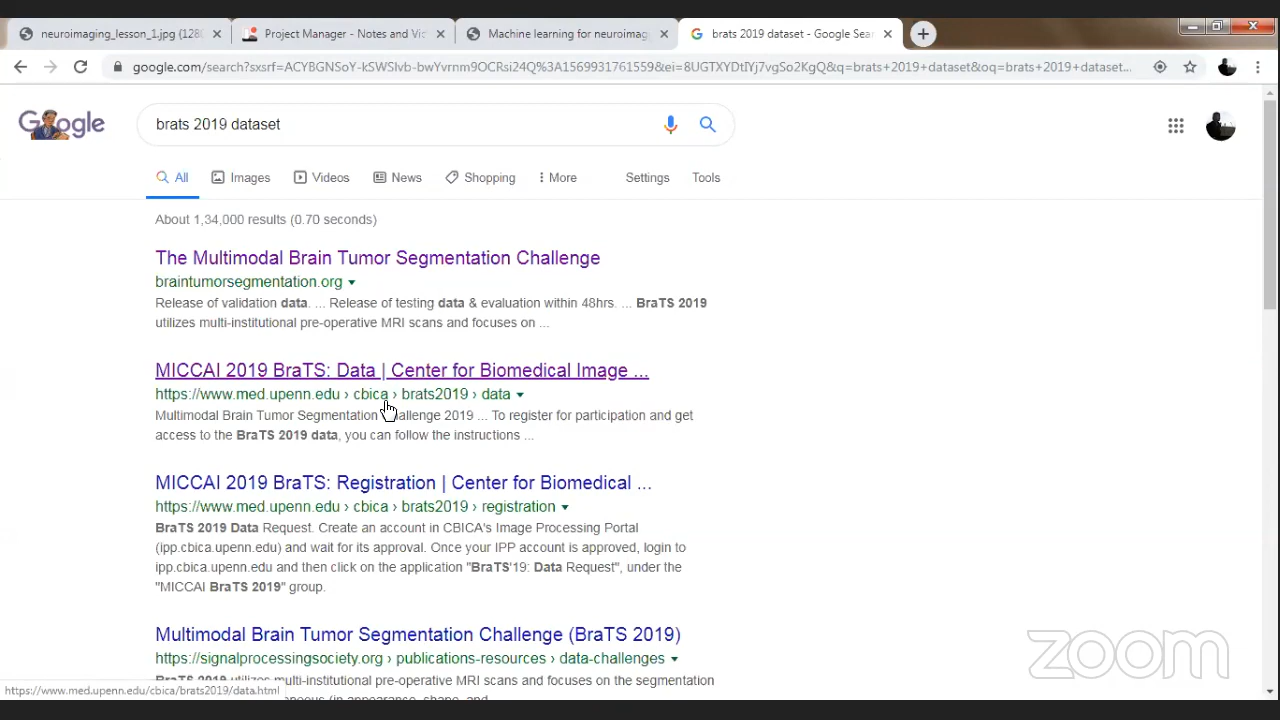 neuroimaging_lesson_1.jpg (128
Project Manager - Notes and Vi
Machine learning for neuroimag
brats 2019 dataset - Google Sear
google.com/search?sxsrf=ACYBGNSoY-kSWSlvb-bwYvrnm9OCRsi24Q%3A1569931761559&ei=8UGTXYDtIYj7vgSo2KgQ&q=brats+2019+dataset&oq=brats+2019+dataset...
Google
brats 2019 dataset
All
Images
Videos
News
Shopping
More
Settings
Tools
About 1,34,000 results (0.70 seconds)
The Multimodal Brain Tumor Segmentation Challenge
braintumorsegmentation.org
Release of validation data. ... Release of testing data & evaluation within 48hrs. ... BraTS 2019
utilizes multi-institutional pre-operative MRI scans and focuses on ...
MICCAI 2019 BraTS: Data | Center for Biomedical Image ...
https://www.med.upenn.edu › cbica › brats2019 › data
Multimodal Brain Tumor Segmentation Challenge 2019 ... To register for participation and get
access to the BraTS 2019 data, you can follow the instructions ...
MICCAI 2019 BraTS: Registration | Center for Biomedical ...
https://www.med.upenn.edu › cbica › brats2019 › registration
BraTS 2019 Data Request. Create an account in CBICA's Image Processing Portal
(ipp.cbica.upenn.edu) and wait for its approval. Once your IPP account is approved, login to
ipp.cbica.upenn.edu and then click on the application "BraTS'19: Data Request", under the
"MICCAI BraTS 2019" group.
Multimodal Brain Tumor Segmentation Challenge (BraTS 2019)
https://signalprocessingsociety.org › publications-resources › data-challenges
BraTS 2019 utilizes multi-institutional pre-operative MRI scans and focuses on the segmentation
https://www.med.upenn.edu/cbica/brats2019/data.html
zoom